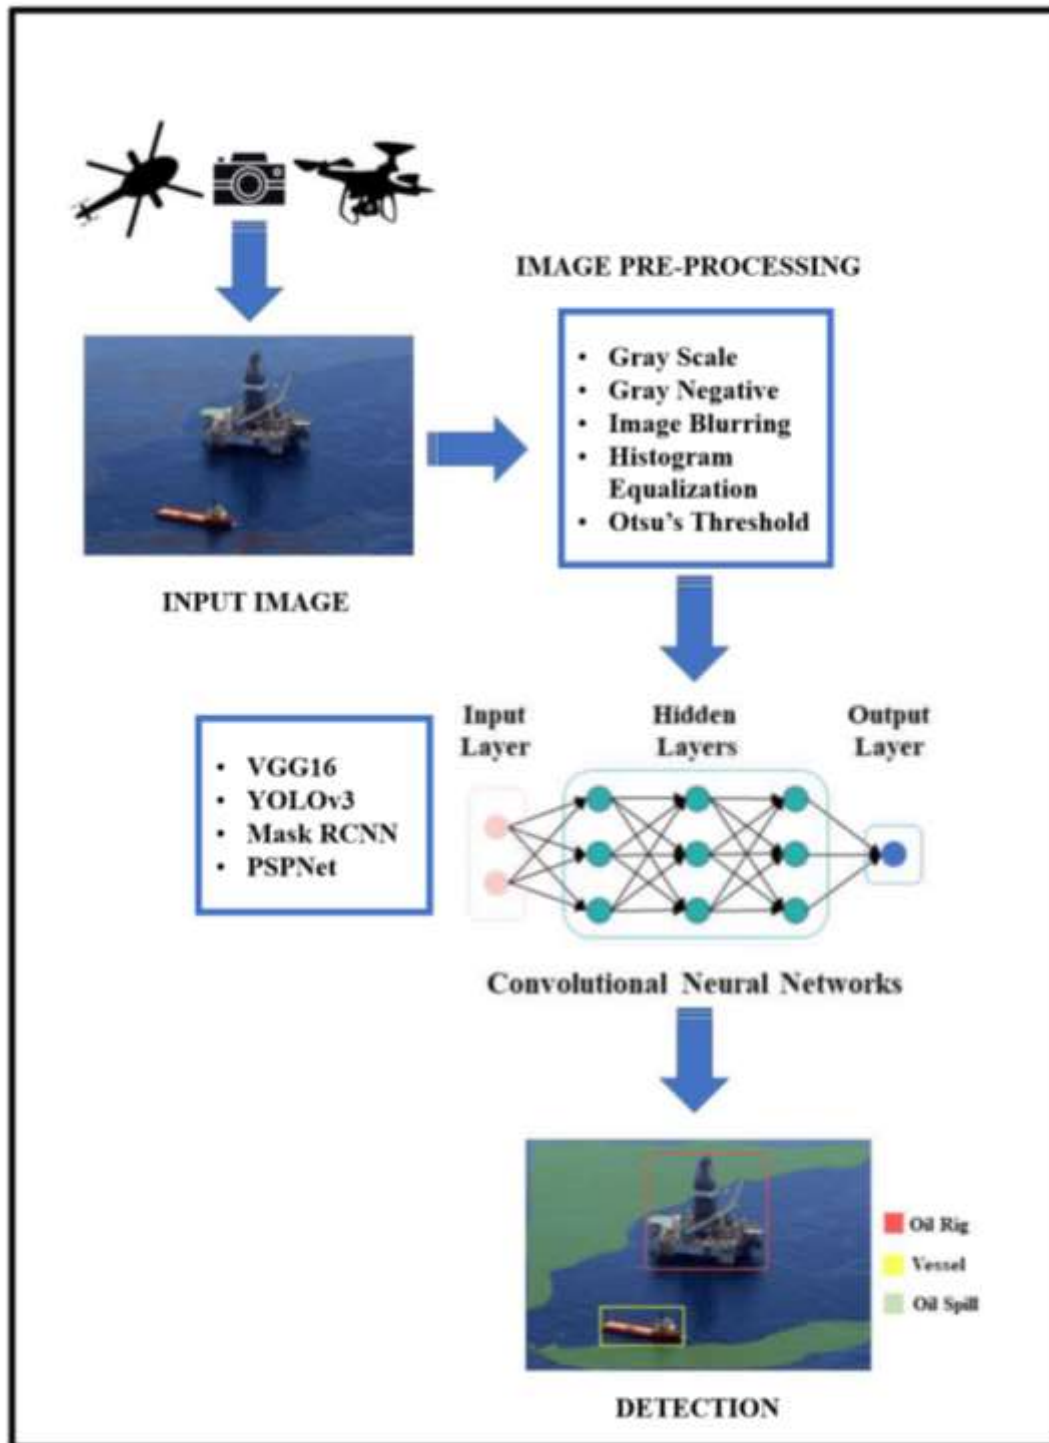 IMAGE PRE-PROCESSING
• Gray Scale
• Gray Negative
• Image Blurring
• Histogram
Equalization
• Otsu's Threshold
INPUT IMAGE
Input
Layer
Hidden
Layers
Output
Layer
• VGG16
• YOLOv3
• Mask RCNN
• PSPNet
Convolutional Neural Networks
Oil Rig
Vessel
Oil Spill
DETECTION